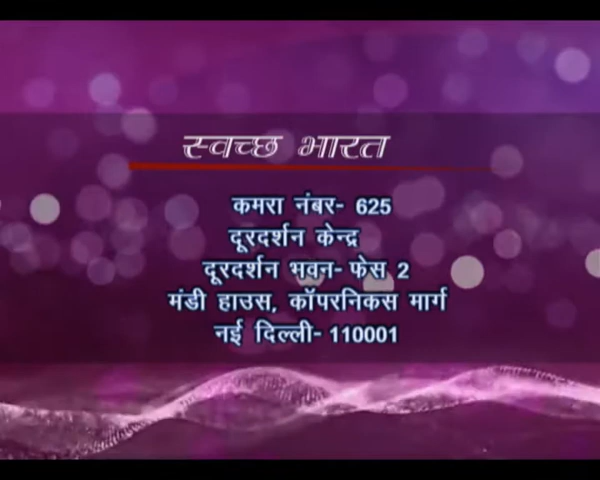 स्वच्छ भारत
कमरा नंबर- 625
दूरदर्शन केन्द्र
दूरदर्शन भवन- फेस 2
मंडी हाउस, कॉपरनिकस मार्ग
नई दिल्ली- 110001